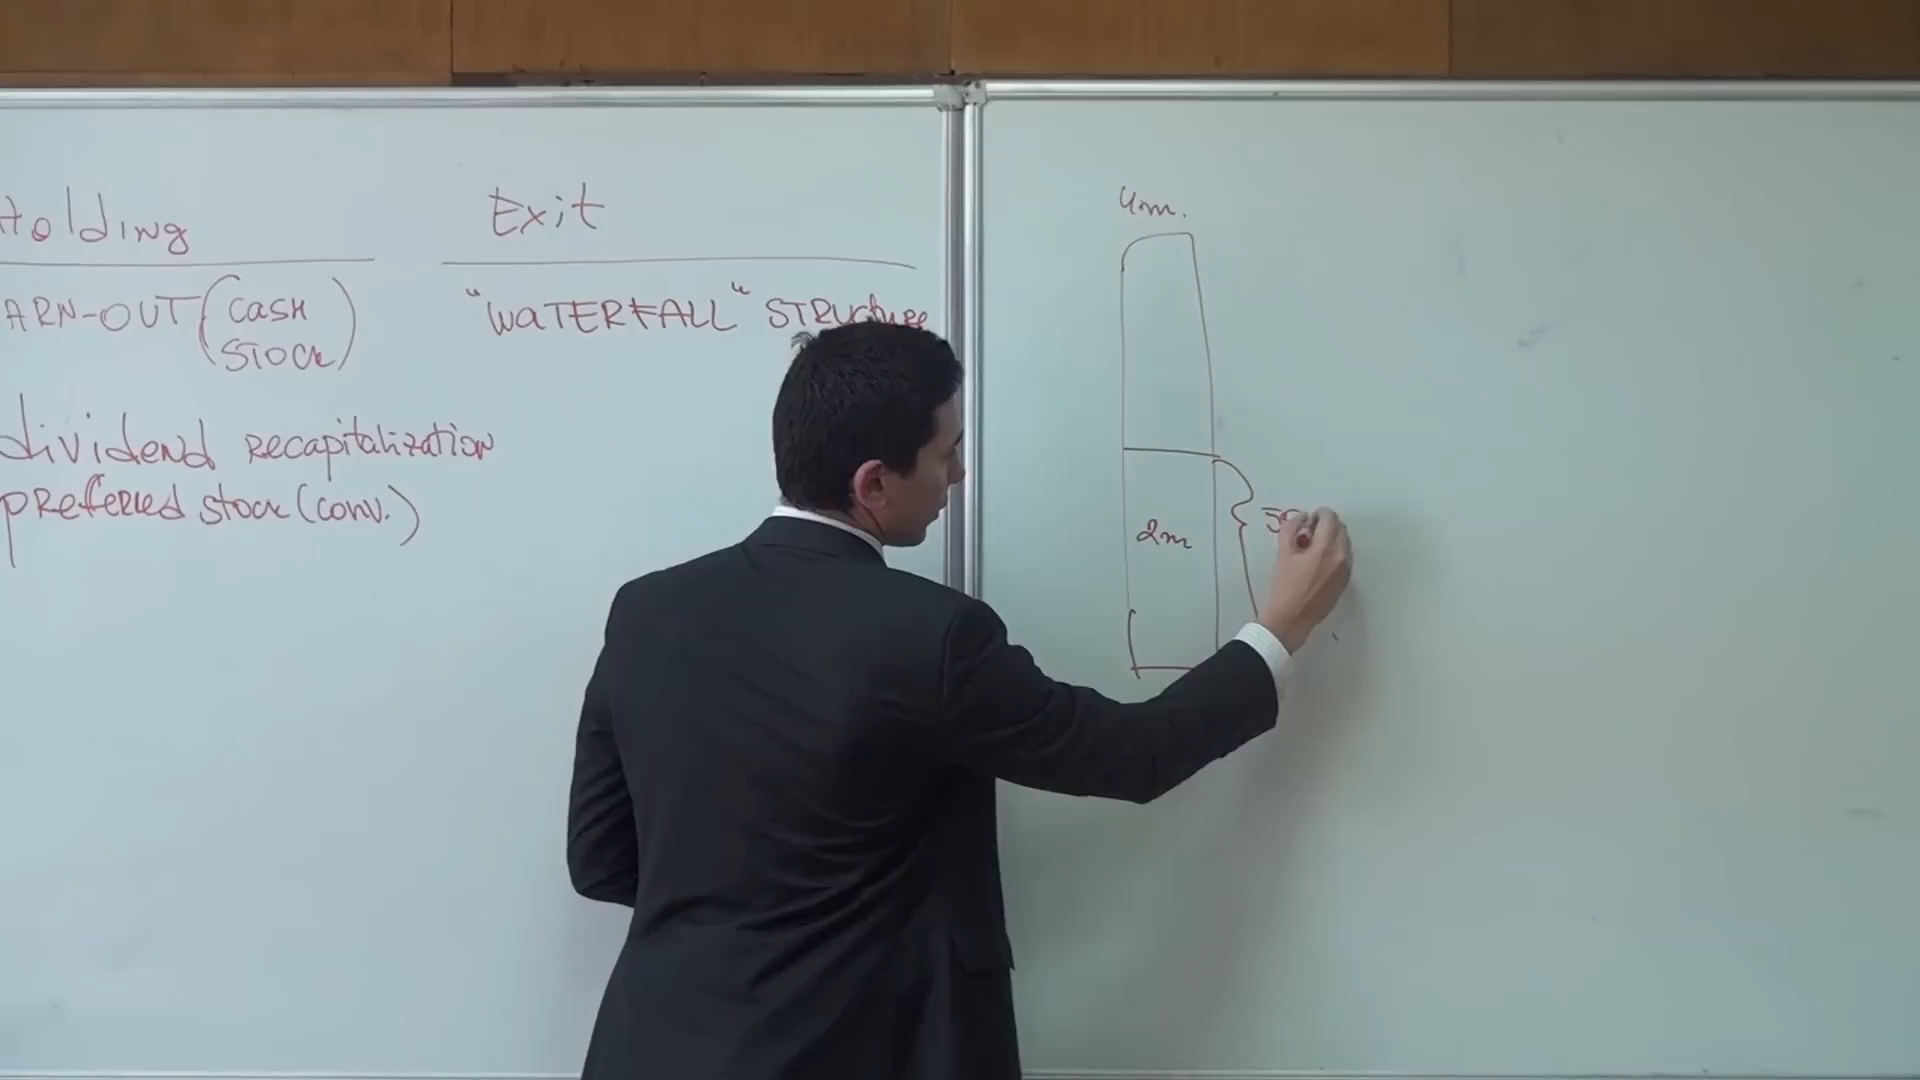 Holding
ARN-OUT (cash
stock)
dividend recapitalization
preferred stock (conv.)
Exit
"WATERFALL" STRucture
4m.
2m